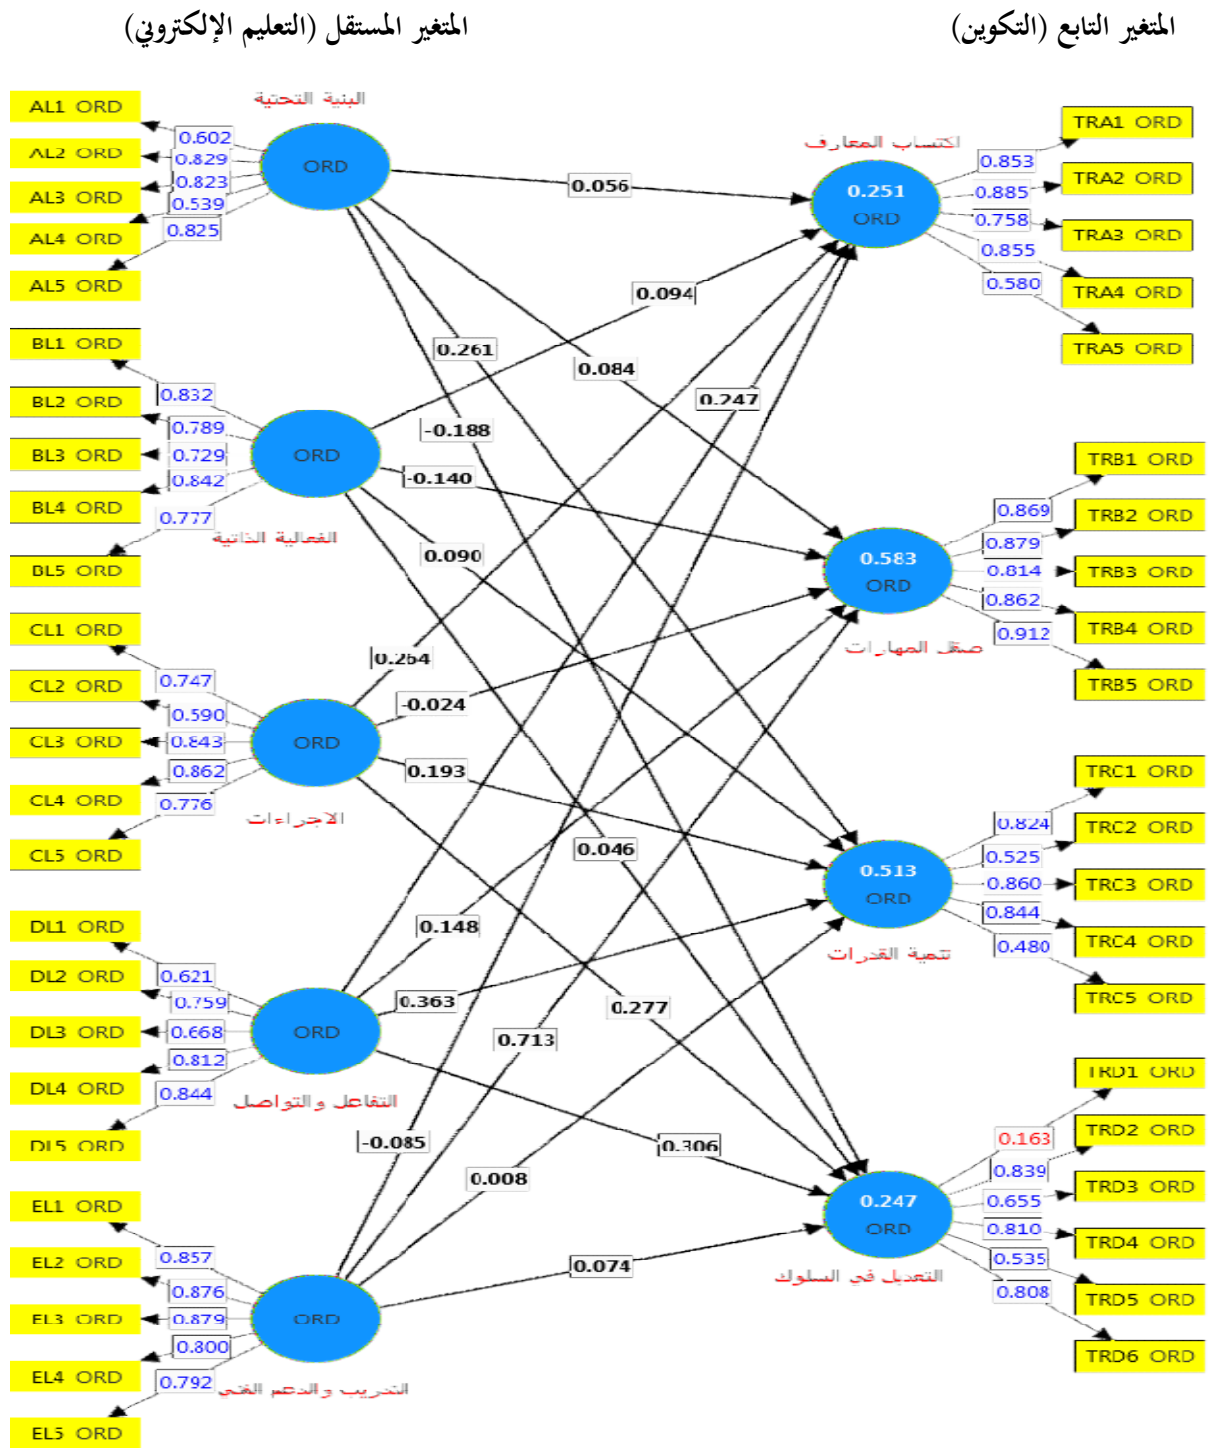 المتغير المستقل (التعليم الإلكتروني)
المتغير التابع (التكوين)
البنية التحتية
AL1 ORD
AL2 ORD
AL3 ORD
AL4 ORD
AL5 ORD
0.602
0.829
0.823
0.539
0.825
ORD
BL1 ORD
BL2 ORD
BL3 ORD
BL4 ORD
BL5 ORD
0.832
0.789
0.729
0.842
0.777
ORD
الفعالية الذاتية
CL1 ORD
CL2 ORD
CL3 ORD
CL4 ORD
CL5 ORD
0.747
0.590
0.843
0.862
0.776
ORD
الاجراءات
DL1 ORD
DL2 ORD
DL3 ORD
DL4 ORD
DL5 ORD
0.621
0.759
0.668
0.812
0.844
ORD
التفاعل والتواصل
EL1 ORD
EL2 ORD
EL3 ORD
EL4 ORD
EL5 ORD
0.857
0.876
0.879
0.800
0.792
ORD
التدريب والدعم الفني
0.056
0.094
0.261
0.084
0.247
-0.188
-0.140
0.090
0.264
-0.024
0.193
0.046
0.148
0.363
0.277
0.713
-0.085
0.306
0.008
0.074
اكتساب المعارف
0.251
ORD
0.853
0.885
0.758
0.855
0.580
TRA1 ORD
TRA2 ORD
TRA3 ORD
TRA4 ORD
TRA5 ORD
0.583
ORD
صقل المهارات
0.869
0.879
0.814
0.862
0.912
TRB1 ORD
TRB2 ORD
TRB3 ORD
TRB4 ORD
TRB5 ORD
0.513
ORD
تنمية القدرات
0.824
0.525
0.860
0.844
0.480
TRC1 ORD
TRC2 ORD
TRC3 ORD
TRC4 ORD
TRC5 ORD
0.247
ORD
التعديل في السلوك
0.163
0.839
0.655
0.810
0.535
0.808
TRD1 ORD
TRD2 ORD
TRD3 ORD
TRD4 ORD
TRD5 ORD
TRD6 ORD